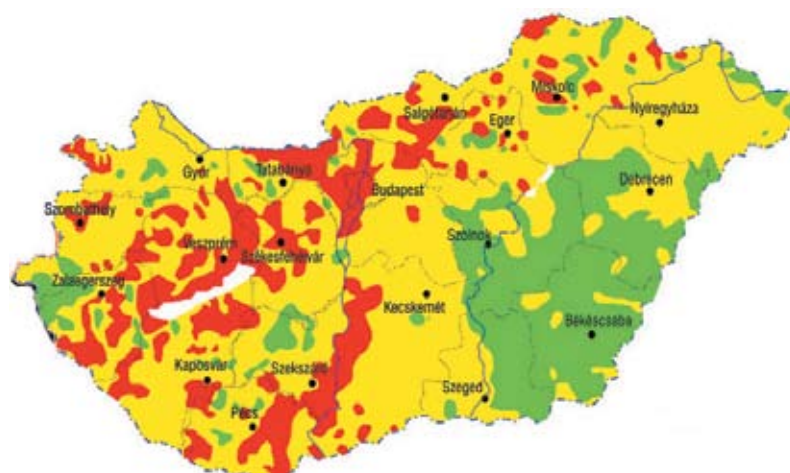 Miskolc
Salgótarján
Nyíregyháza
Eger
Győr
Tatabánya
Budapest
Debrecen
Szombathely
Szolnok
Veszprém
Székesfehérvár
Zalaegerszeg
Kecskemét
Békéscsaba
Kaposvár
Szekszárd
Szeged
Pécs